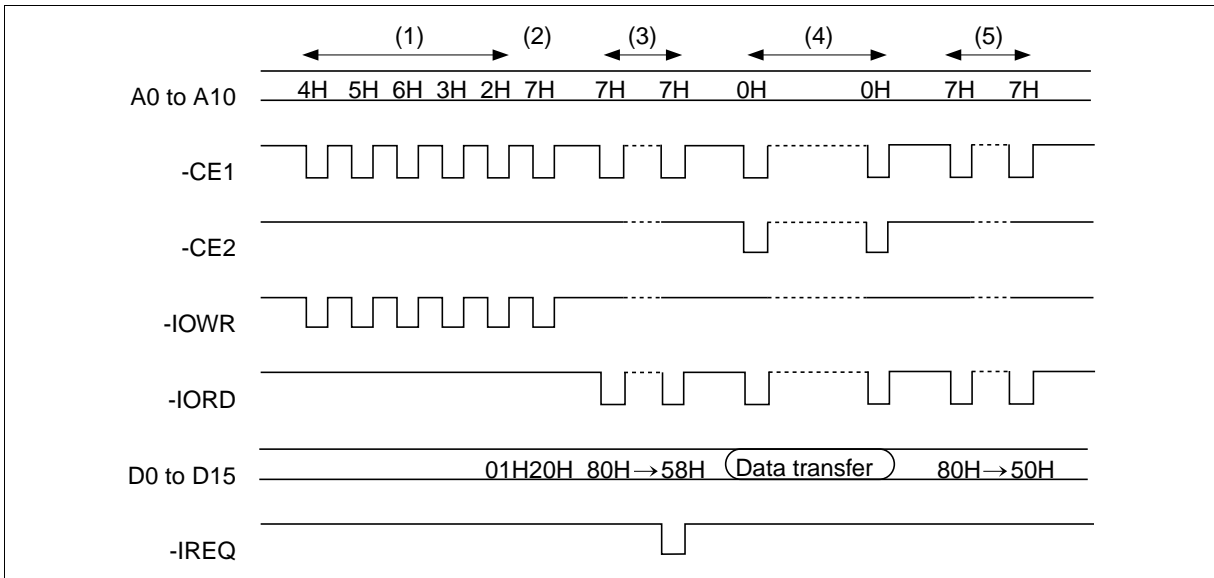 (1) (2) (3) (4) (5)
A0 to A10 4H 5H 6H 3H 2H 7H 7H 7H 0H 0H 7H 7H
-CE1
-CE2
-IOWR
-IORD
D0 to D15 01H20H 80H→58H Data transfer 80H→50H
-IREQ